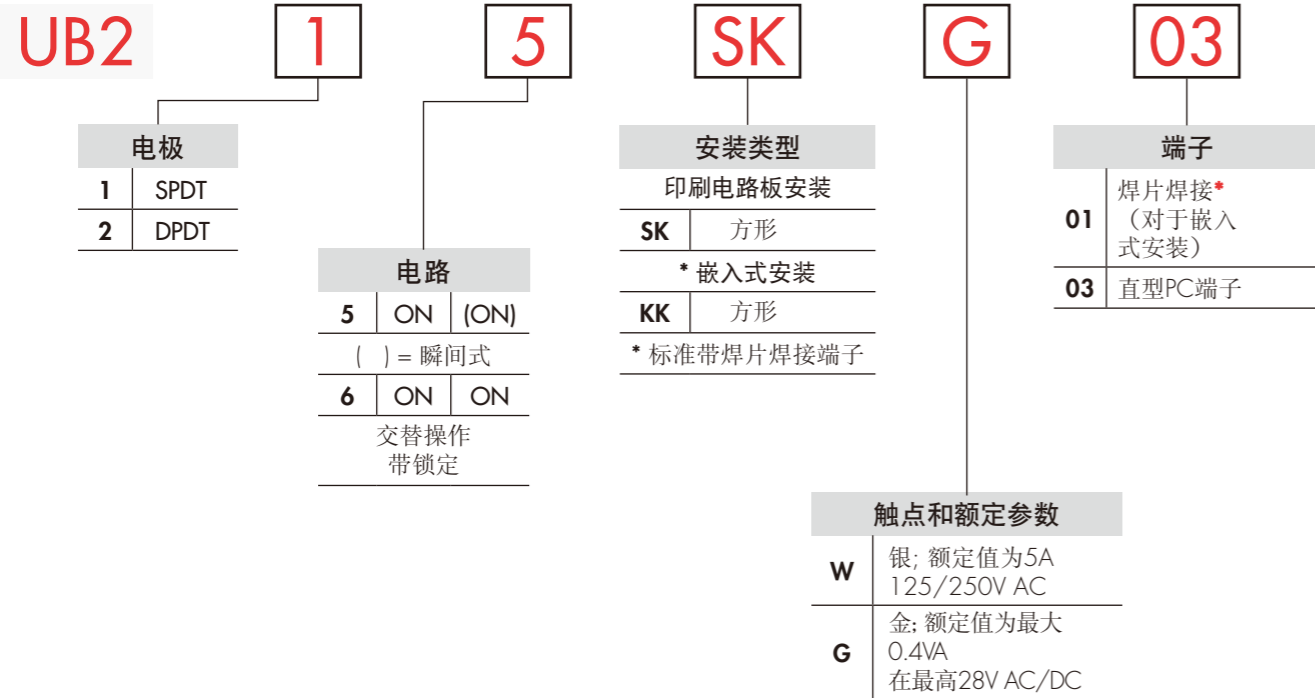 UB2 1 5 SK G 03
电极
1 SPDT
2 DPDT
电路
5 ON (ON)
( ) = 瞬间式
6 ON ON
交替操作
带锁定
安装类型
印刷电路板安装
SK 方形
* 嵌入式安装
KK 方形
* 标准带焊片焊接端子
触点和额定参数
W 银; 额定值为5A
125/250V AC
G 金; 额定值为最大
0.4VA
在最高28V AC/DC
端子
01 焊片焊接*
（对于嵌入
式安装）
03 直型PC端子